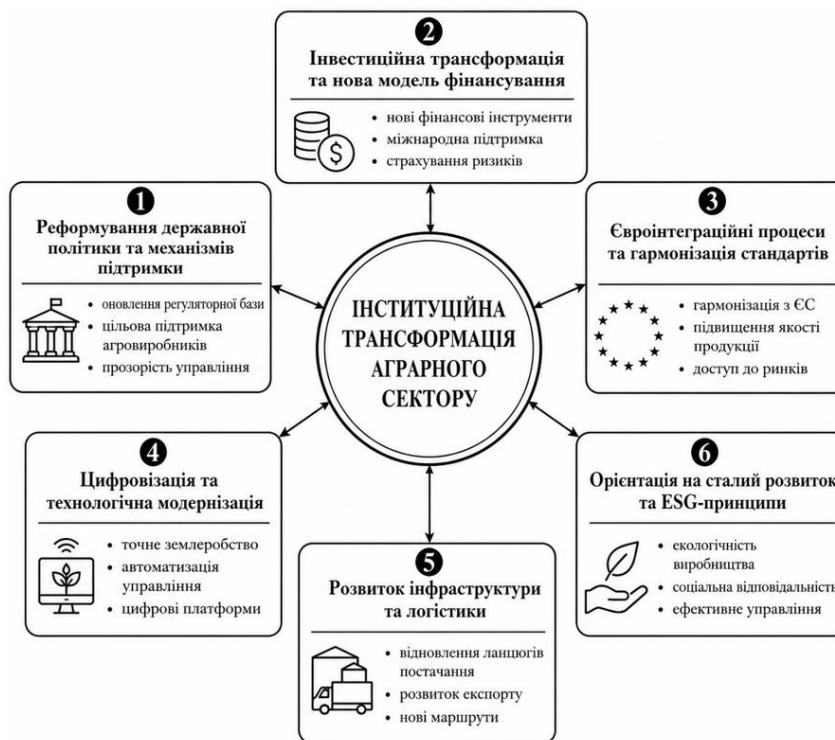 2
Інвестиційна трансформація
та нова модель фінансування
• нові фінансові інструменти
• міжнародна підтримка
• страхування ризиків
$
1
Реформування державної
політики та механізмів
підтримки
• оновлення регуляторної бази
• цільова підтримка
агровиробників
• прозорість управління
ІНСТИТУЦІЙНА
ТРАНСФОРМАЦІЯ
АГРАРНОГО
СЕКТОРУ
3
Євроінтеграційні процеси
та гармонізація стандартів
• гармонізація з ЄС
• підвищення якості
продукції
• доступ до ринків
4
Цифровізація та
технологічна модернізація
• точне землеробство
• автоматизація
управління
• цифрові платформи
5
Розвиток інфраструктури
та логістики
• відновлення ланцюгів
постачання
• розвиток експорту
• нові маршрути
6
Орієнтація на сталий розвиток
та ESG-принципи
• екологічність
виробництва
• соціальна відповідальність
• ефективне управління